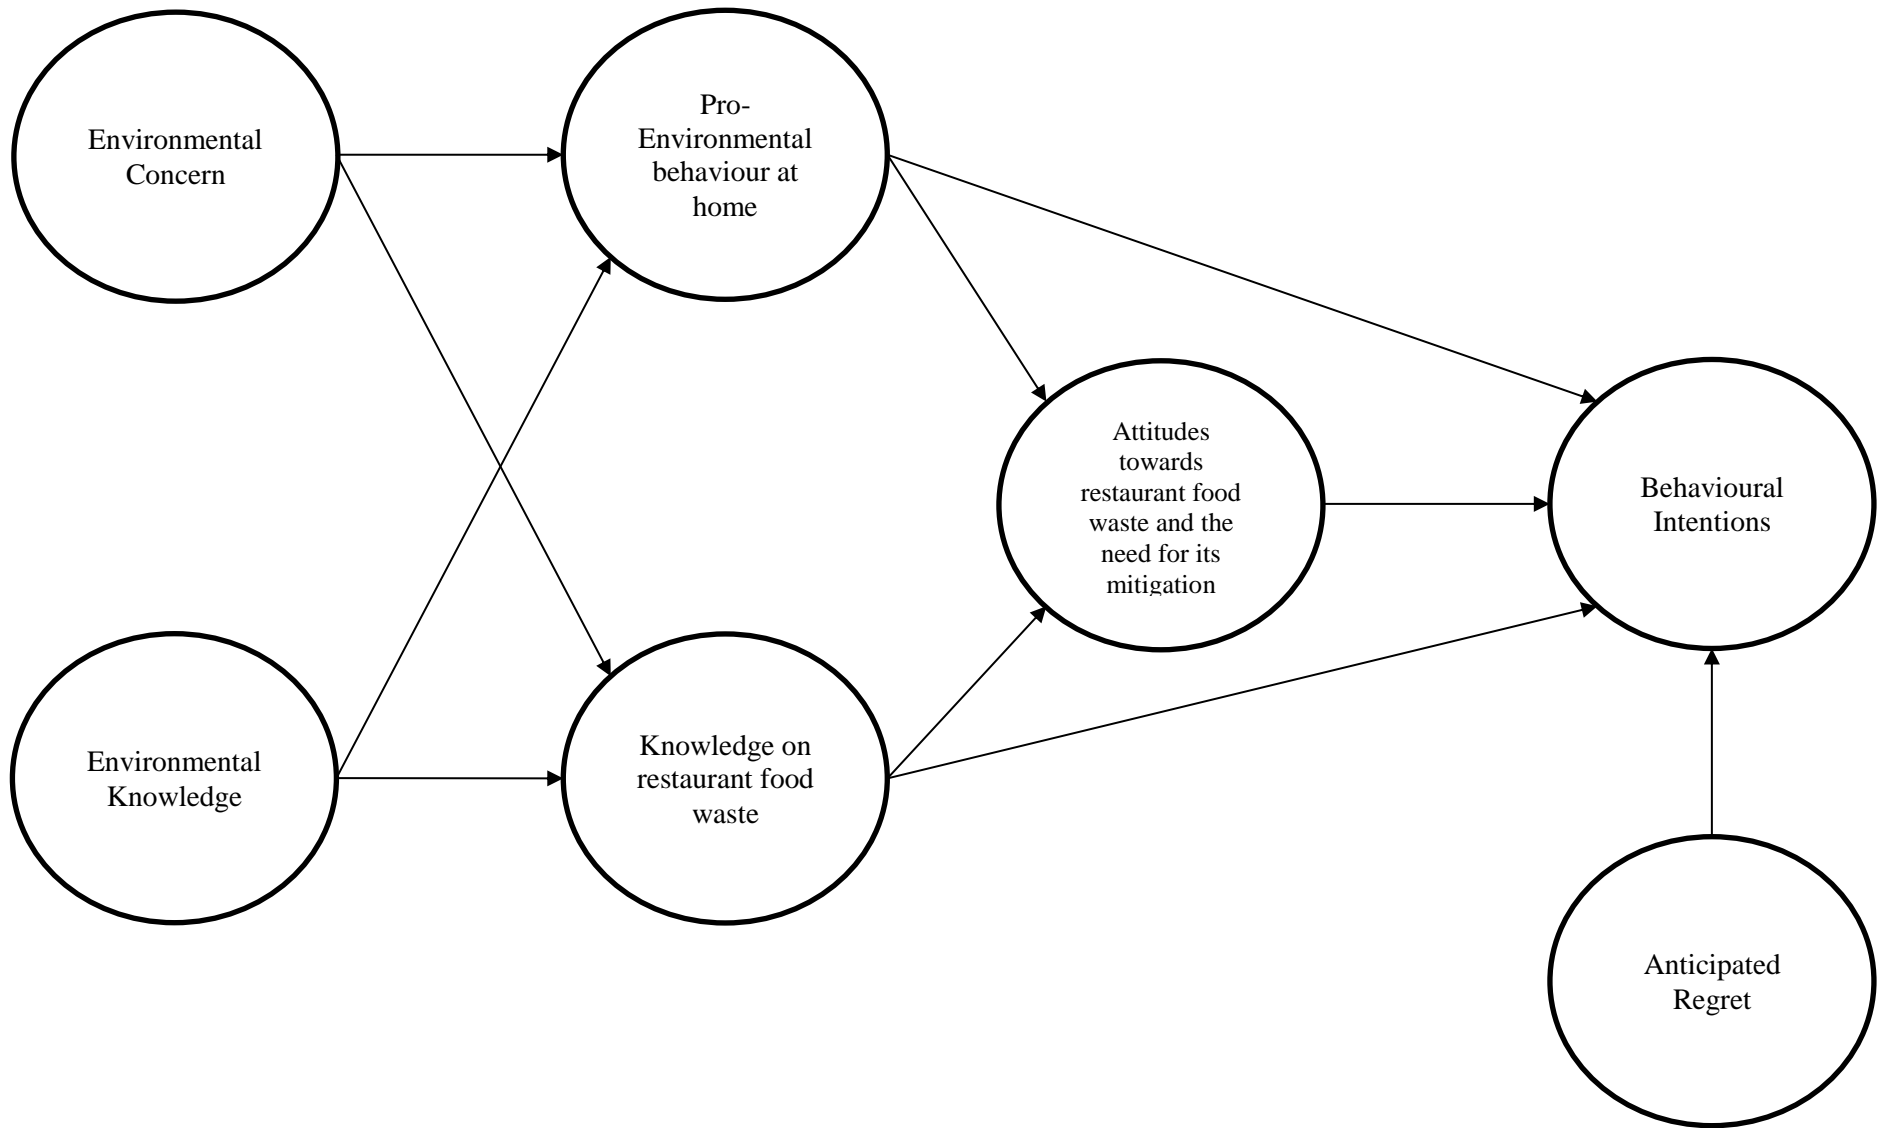 Environmental
Concern
Pro-
Environmental
behaviour at
home
Attitudes
towards
restaurant food
waste and the
need for its
mitigation
Behavioural
Intentions
Environmental
Knowledge
Knowledge on
restaurant food
waste
Anticipated
Regret